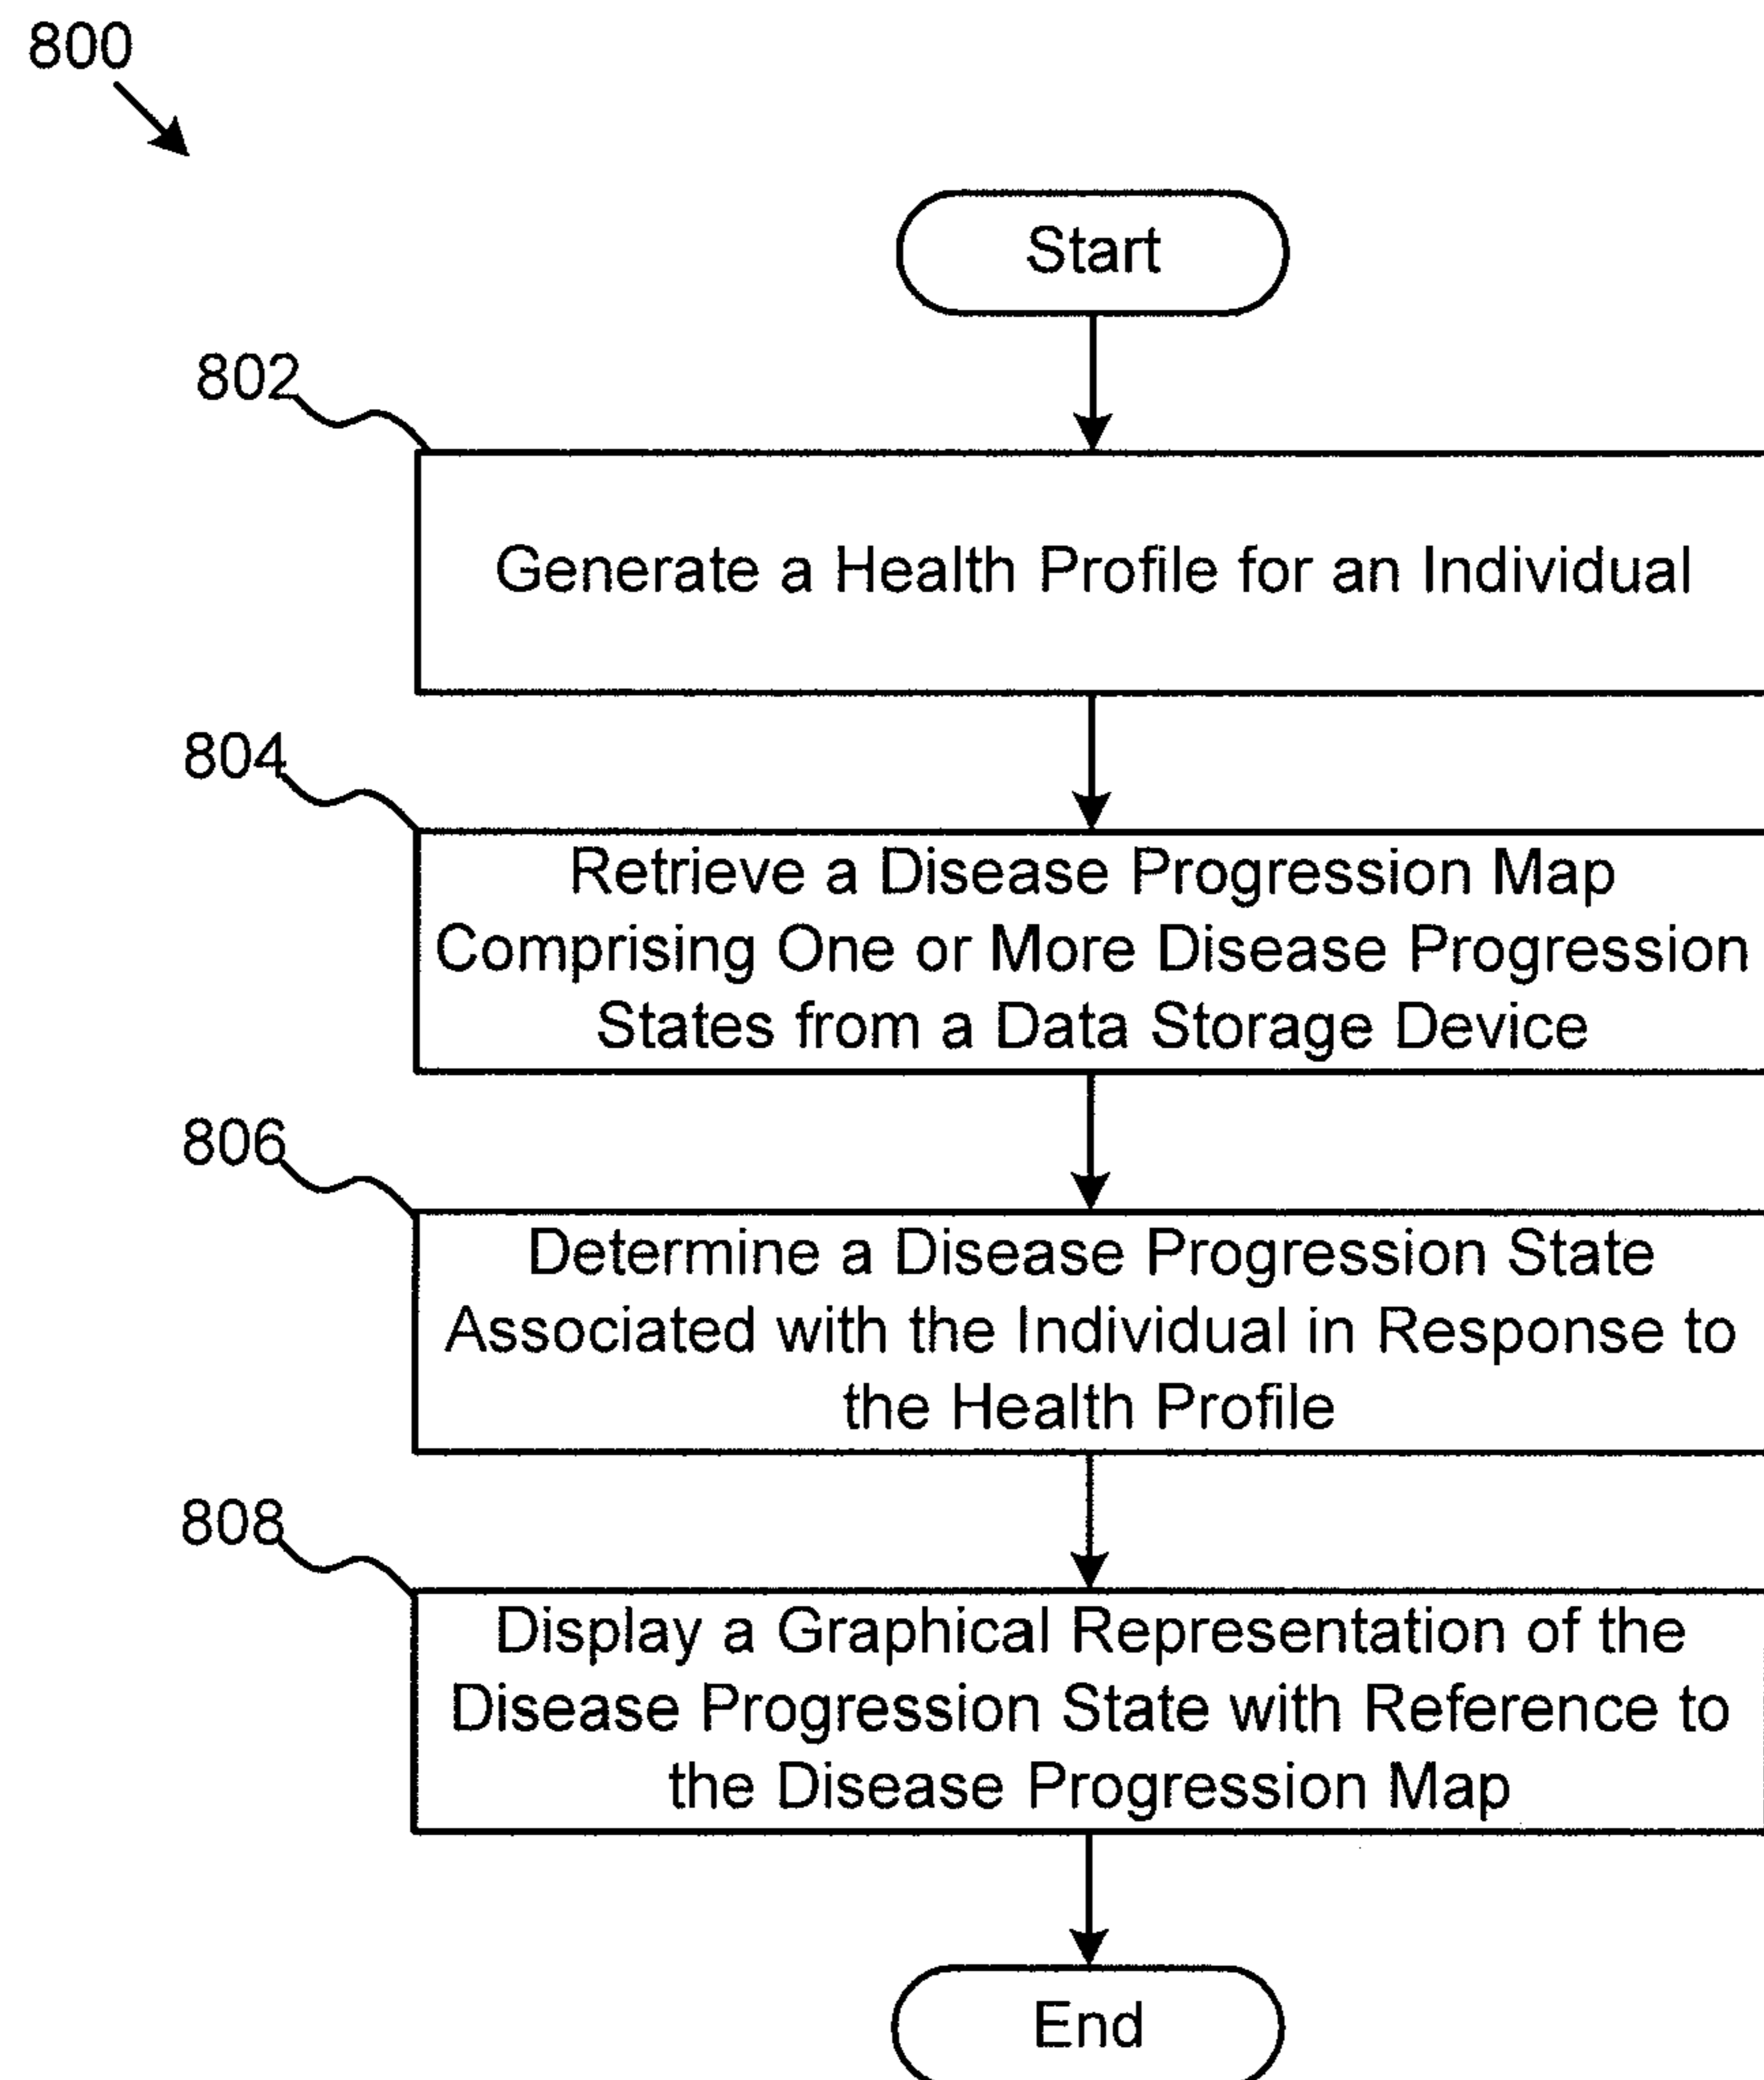 800
Start
802
Generate a Health Profile for an Individual
804
Retrieve a Disease Progression Map
Comprising One or More Disease Progression
States from a Data Storage Device
806
Determine a Disease Progression State
Associated with the Individual in Response to
the Health Profile
808
Display a Graphical Representation of the
Disease Progression State with Reference to
the Disease Progression Map
End